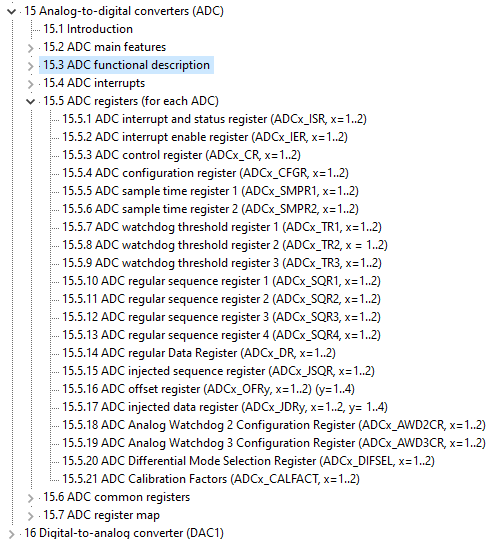 15 Analog-to-digital converters (ADC)
15.1 Introduction
15.2 ADC main features
15.3 ADC functional description
15.4 ADC interrupts
15.5 ADC registers (for each ADC)
15.5.1 ADC interrupt and status register (ADCx_ISR, x=1..2)
15.5.2 ADC interrupt enable register (ADCx_IER, x=1..2)
15.5.3 ADC control register (ADCx_CR, x=1..2)
15.5.4 ADC configuration register (ADCx_CFGR, x=1..2)
15.5.5 ADC sample time register 1 (ADCx_SMPR1, x=1..2)
15.5.6 ADC sample time register 2 (ADCx_SMPR2, x=1..2)
15.5.7 ADC watchdog threshold register 1 (ADCx_TR1, x=1..2)
15.5.8 ADC watchdog threshold register 2 (ADCx_TR2, x = 1..2)
15.5.9 ADC watchdog threshold register 3 (ADCx_TR3, x=1..2)
15.5.10 ADC regular sequence register 1 (ADCx_SQR1, x=1..2)
15.5.11 ADC regular sequence register 2 (ADCx_SQR2, x=1..2)
15.5.12 ADC regular sequence register 3 (ADCx_SQR3, x=1..2)
15.5.13 ADC regular sequence register 4 (ADCx_SQR4, x=1..2)
15.5.14 ADC regular Data Register (ADCx_DR, x=1..2)
15.5.15 ADC injected sequence register (ADCx_JSQR, x=1..2)
15.5.16 ADC offset register (ADCx_OFRy, x=1..2) (y=1..4)
15.5.17 ADC injected data register (ADCx_JDRy, x=1..2, y= 1..4)
15.5.18 ADC Analog Watchdog 2 Configuration Register (ADCx_AWD2CR, x=1..2)
15.5.19 ADC Analog Watchdog 3 Configuration Register (ADCx_AWD3CR, x=1..2)
15.5.20 ADC Differential Mode Selection Register (ADCx_DIFSEL, x=1..2)
15.5.21 ADC Calibration Factors (ADCx_CALFACT, x=1..2)
15.6 ADC common registers
15.7 ADC register map
16 Digital-to-analog converter (DAC1)